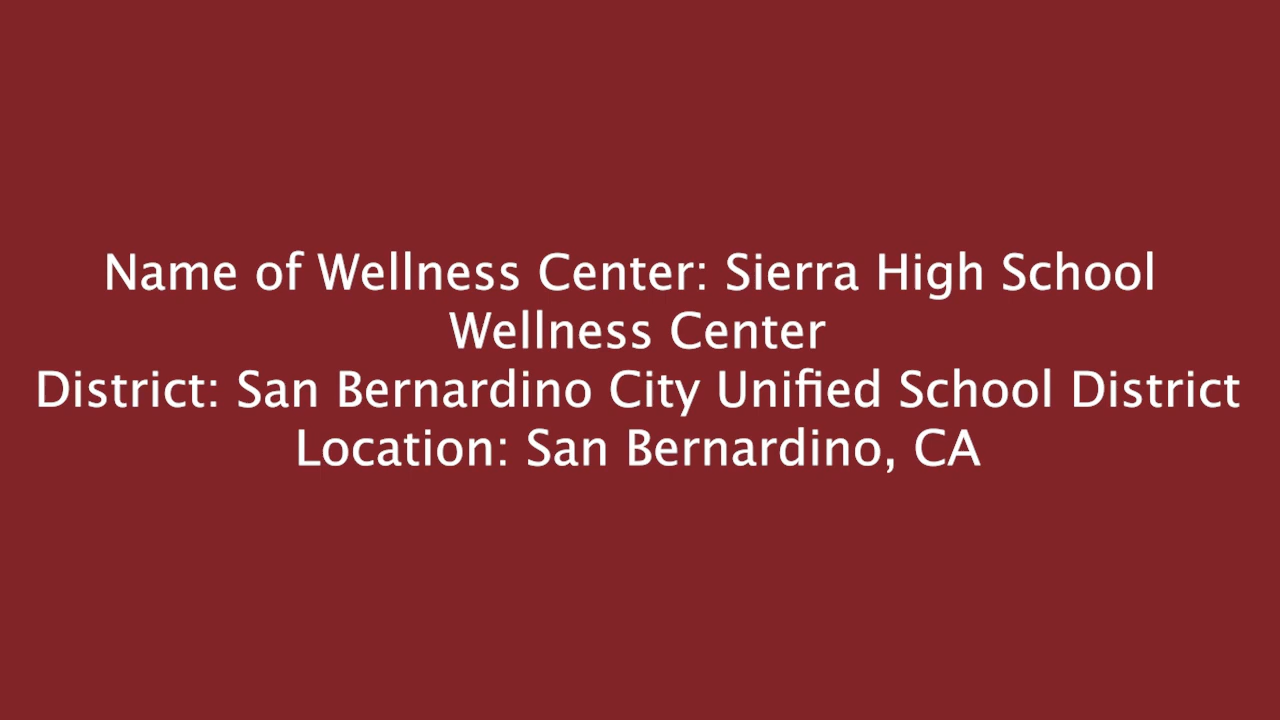 Name of Wellness Center: Sierra High School
Wellness Center
District: San Bernardino City Unified School District
Location: San Bernardino, CA